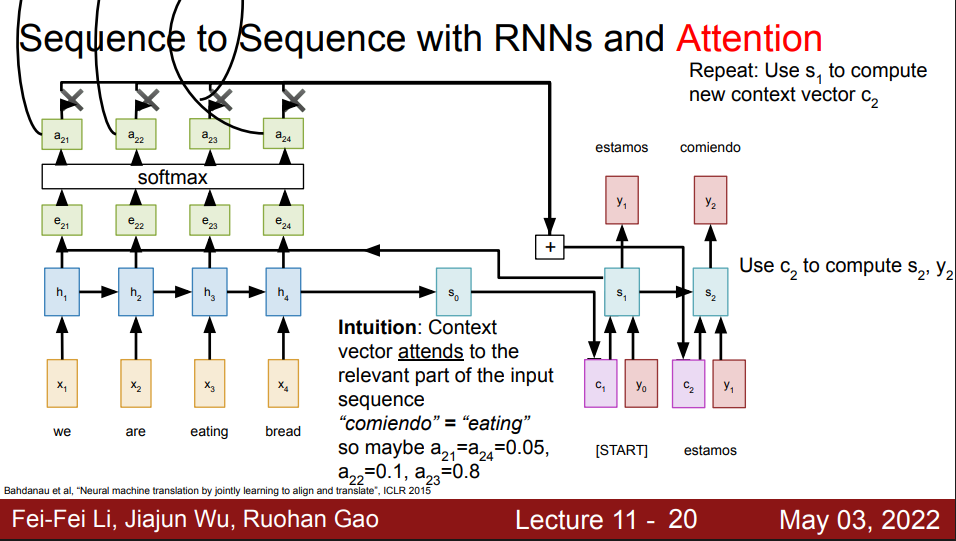 Sequence to Sequence with RNNs and Attention
Repeat: Use s1 to compute
new context vector c2
a21 a22 a23 a24
estamos comiendo
softmax
y1 y2
e21 e22 e23 e24
+
Use c2 to compute s2, y2
h1 h2 h3 h4 s0 s1 s2
Intuition: Context
vector attends to the
relevant part of the input
sequence
“comiendo” = “eating”
so maybe a21=a24=0.05,
a22=0.1, a23=0.8
x1 x2 x3 x4
c1 y0 c2 y1
we are eating bread
[START] estamos
Bahdanau et al, “Neural machine translation by jointly learning to align and translate”, ICLR 2015
Fei-Fei Li, Jiajun Wu, Ruohan Gao
Lecture 11 - 20
May 03, 2022